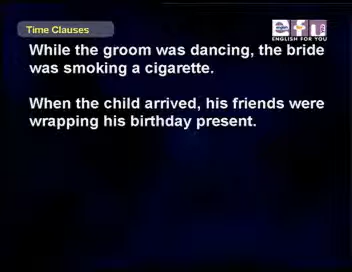 Time Clauses
ENGLISH FOR YOU
While the groom was dancing, the bride
was smoking a cigarette.
When the child arrived, his friends were
wrapping his birthday present.